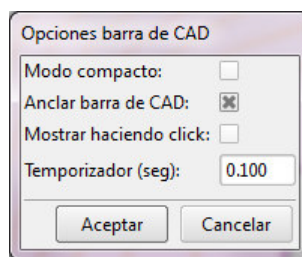 Opciones barra de CAD
Modo compacto:
Anclar barra de CAD:
Mostrar haciendo click:
Temporizador (seg): 0.100
Aceptar Cancelar